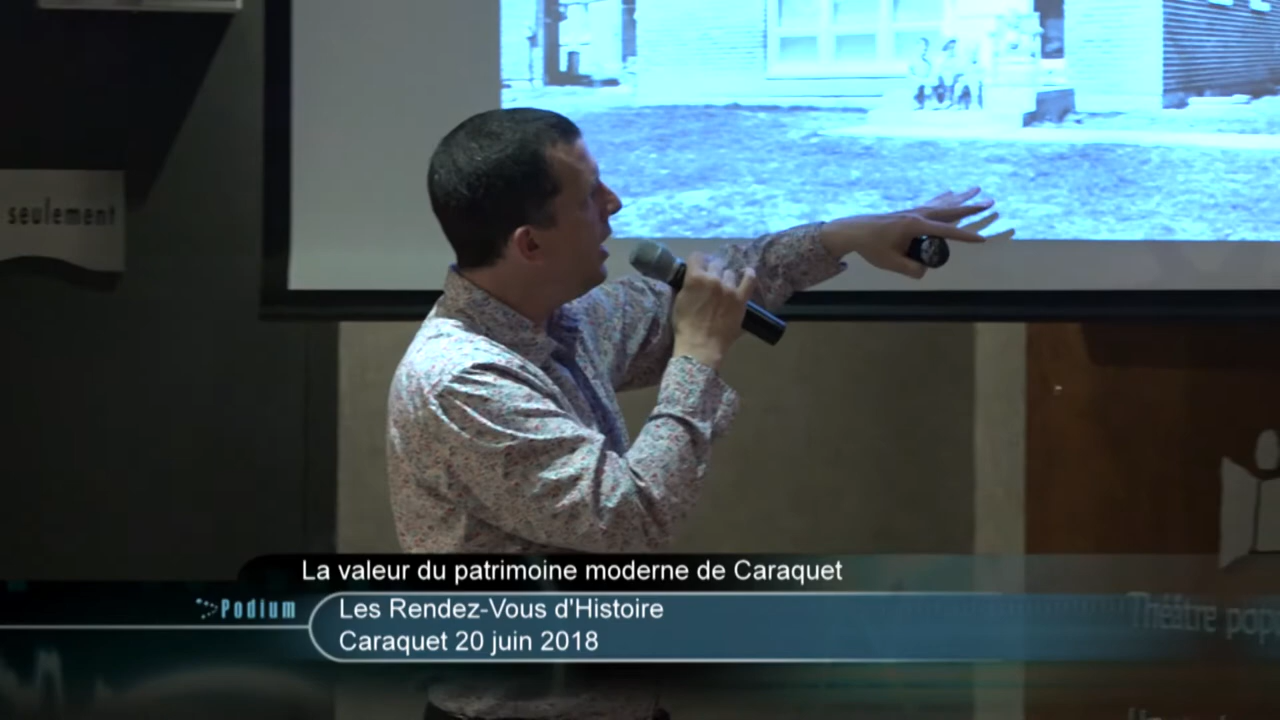 seulement
La valeur du patrimoine moderne de Caraquet
Podium
Les Rendez-Vous d'Histoire
Caraquet 20 juin 2018
Théâtre pop